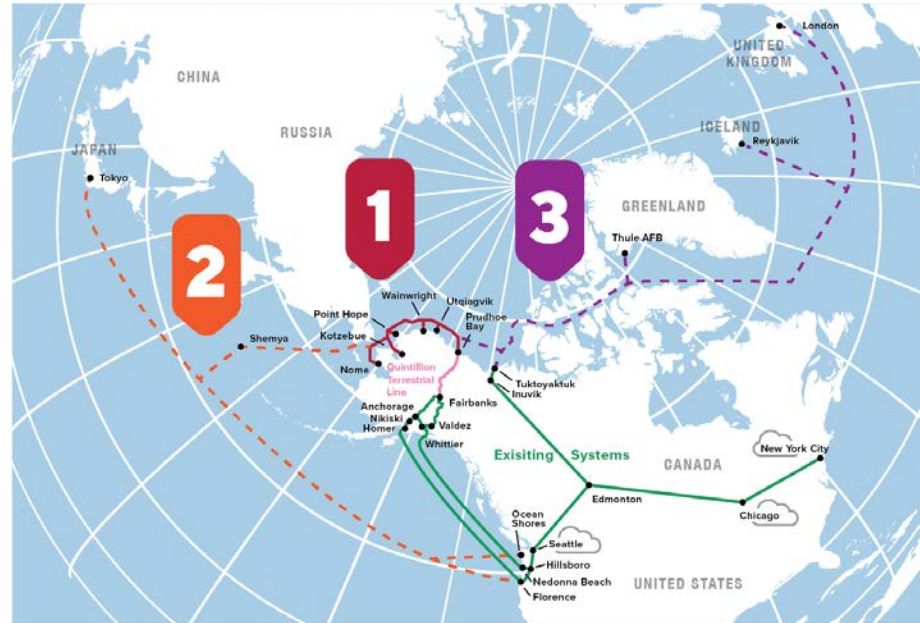 London
UNITED
KINGDOM
CHINA
ICELAND
Reykjavik
RUSSIA
JAPAN
Tokyo
GREENLAND
1
3
2
Thule AFB
Wainwright
Utqiagvik
Point Hope
Prudhoe
Bay
Kotzebue
Shemya
Nome
Quintillion
Terrestrial
Line
Tuktoyaktuk
Inuvik
Fairbanks
Anchorage
Nikiski
Homer
Valdez
Whittier
Exisiting Systems
CANADA
New York City
Edmonton
Chicago
Ocean
Shores
Seattle
Hillsboro
Nedonna Beach
Florence
UNITED STATES